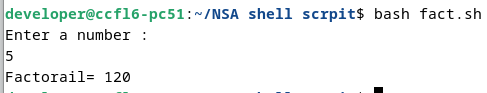 developer@ccfl6-pc51:~/NSA shell scrpit$ bash fact.sh
Enter a number :
5
Factorail= 120